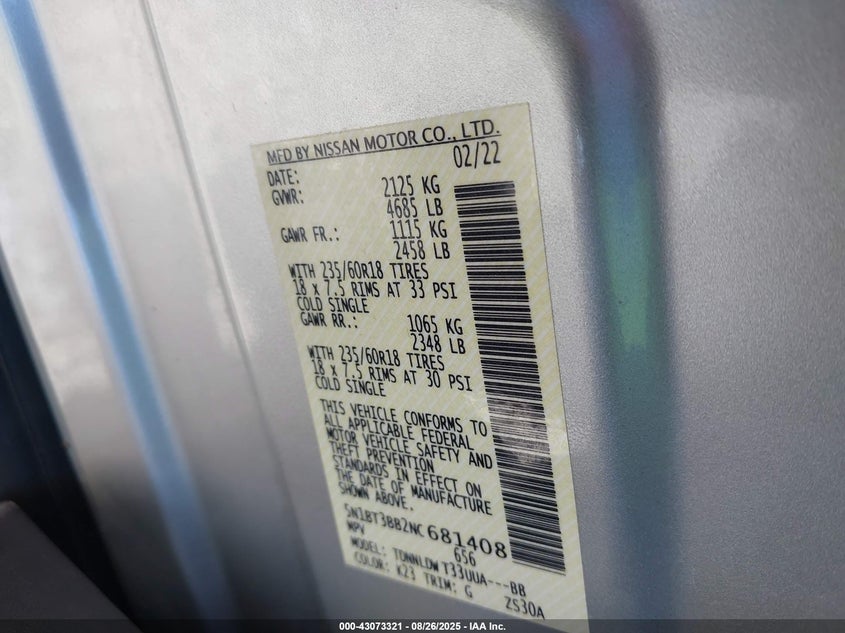 MFD BY NISSAN MOTOR CO., LTD.
DATE: 02/22
GVWR: 2125 KG
4685 LB
GAWR FR.: 1115 KG
2458 LB
WITH 235/60R18 TIRES
18 x 7.5 RIMS AT 33 PSI
COLD SINGLE
GAWR RR.: 1065 KG
2348 LB
WITH 235/60R18 TIRES
18 x 7.5 RIMS AT 30 PSI
COLD SINGLE
THIS VEHICLE CONFORMS TO
ALL APPLICABLE FEDERAL
MOTOR VEHICLE SAFETY AND
THEFT PREVENTION
STANDARDS IN EFFECT ON
THE DATE OF MANUFACTURE
SHOWN ABOVE.
5N1BT3BB2NC681408
MPV 656
MODEL: TDNNLDWT33UUA---BB
COLOR: K23 TRIM: G ZS30A
000-43073321 - 08/26/2025 - IAA Inc.